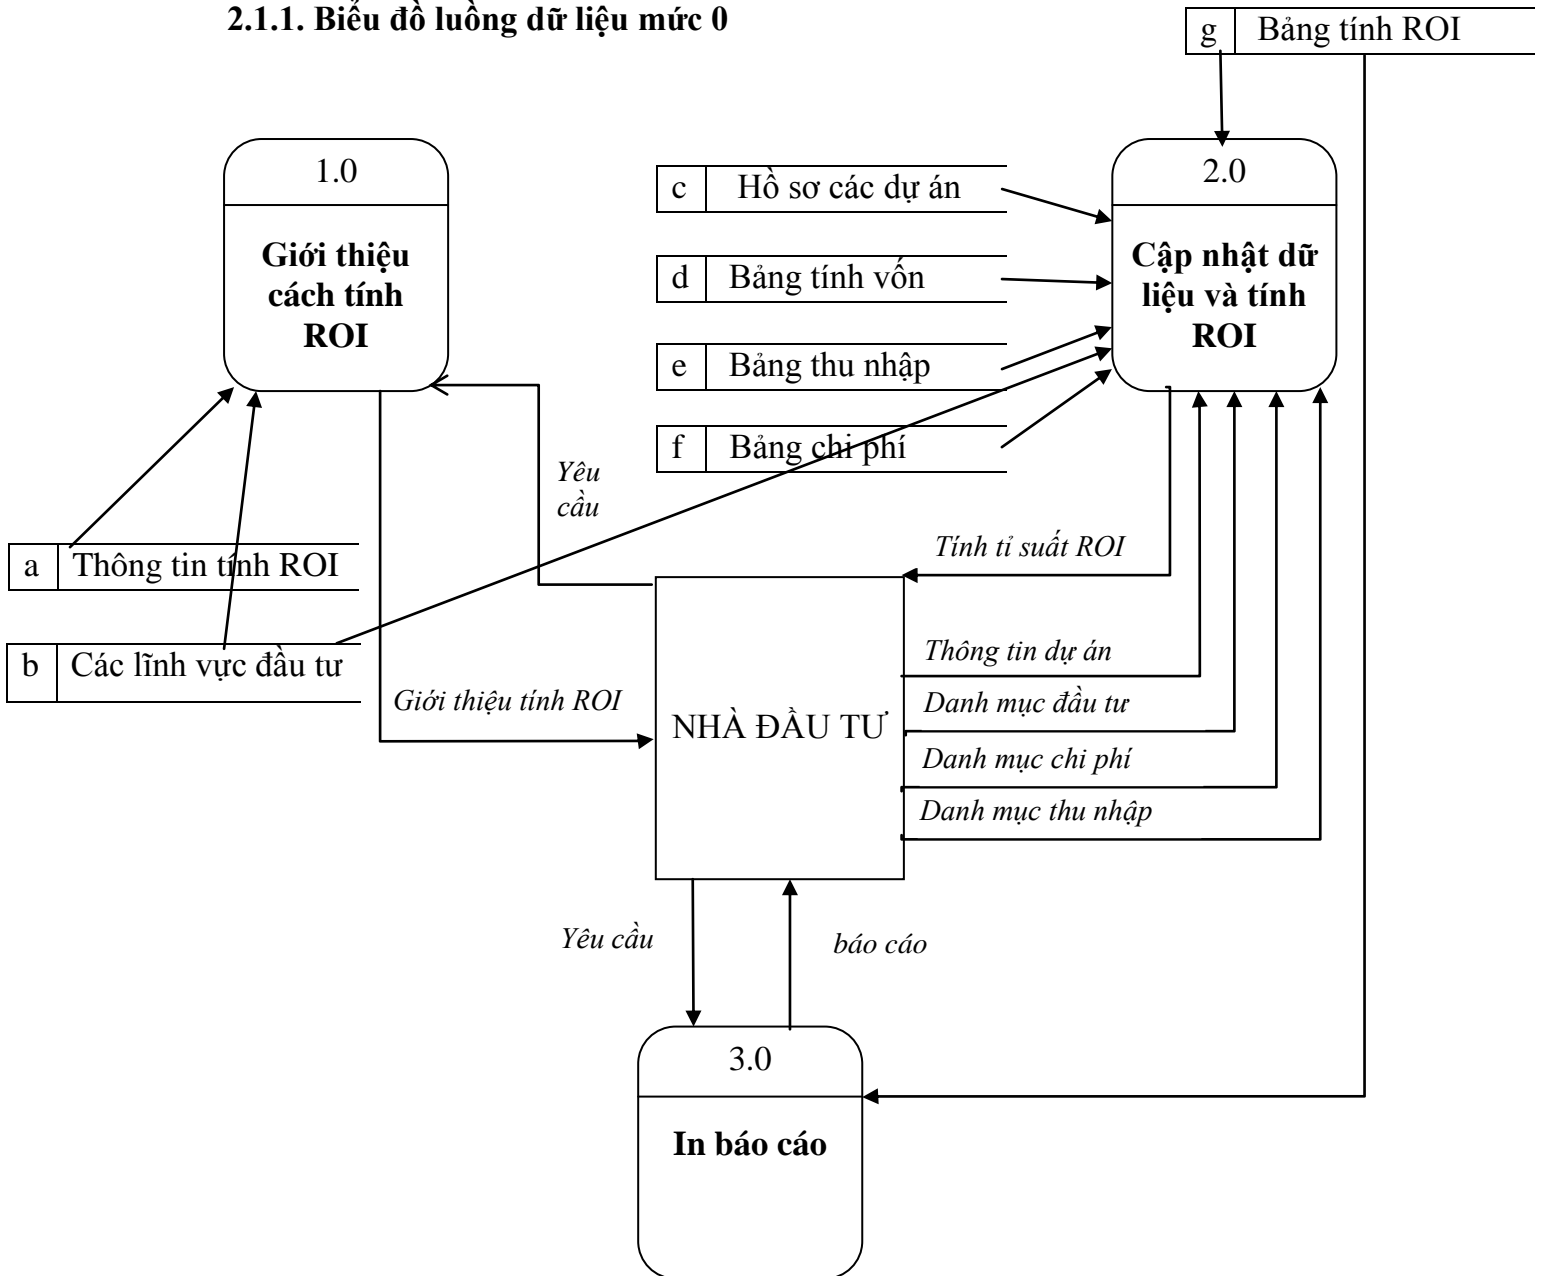 2.1.1. Biểu đồ luồng dữ liệu mức 0
g Bảng tính ROI
1.0
Giới thiệu
cách tính
ROI
c Hồ sơ các dự án
d Bảng tính vốn
e Bảng thu nhập
f Bảng chi phí
2.0
Cập nhật dữ
liệu và tính
ROI
Yêu
cầu
a Thông tin tính ROI
b Các lĩnh vực đầu tư
Giới thiệu tính ROI
Tính tỉ suất ROI
NHÀ ĐẦU TƯ
Thông tin dự án
Danh mục đầu tư
Danh mục chi phí
Danh mục thu nhập
Yêu cầu
báo cáo
3.0
In báo cáo